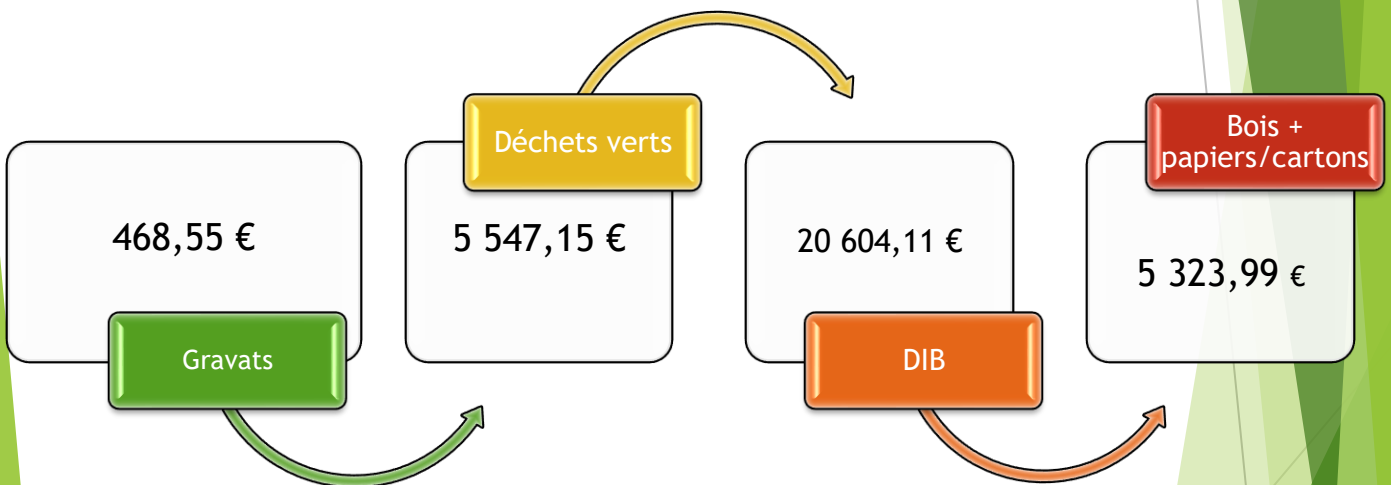 468,55 €
Gravats
Déchets verts
5 547,15 €
20 604,11 €
DIB
Bois +
papiers/cartons
5 323,99 €